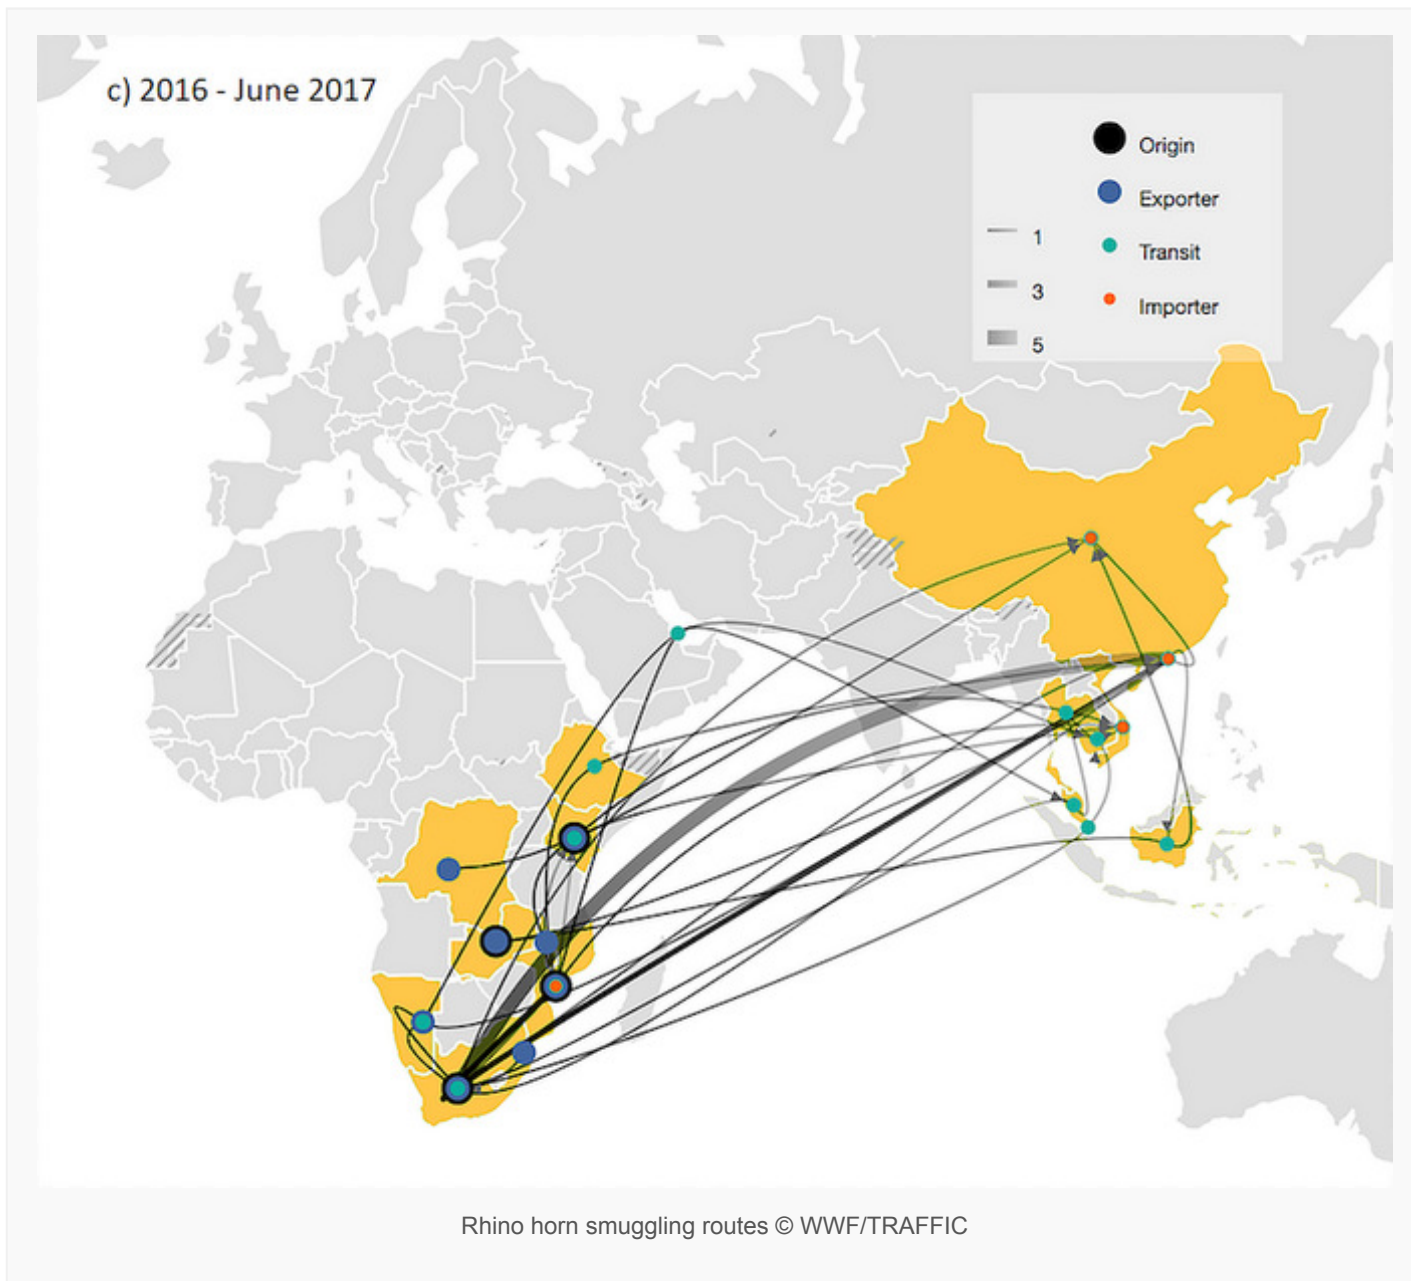 c) 2016 - June 2017
Origin
Exporter
1
Transit
3
Importer
5
Rhino horn smuggling routes © WWF/TRAFFIC